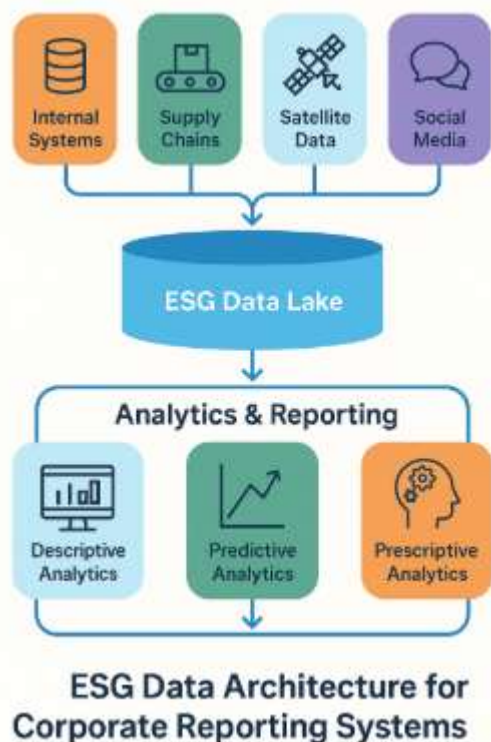 Internal
Systems
Supply
Chains
Satellite
Data
Social
Media
ESG Data Lake
Analytics & Reporting
Descriptive
Analytics
Predictive
Analytics
Prescriptive
Analytics
ESG Data Architecture for
Corporate Reporting Systems